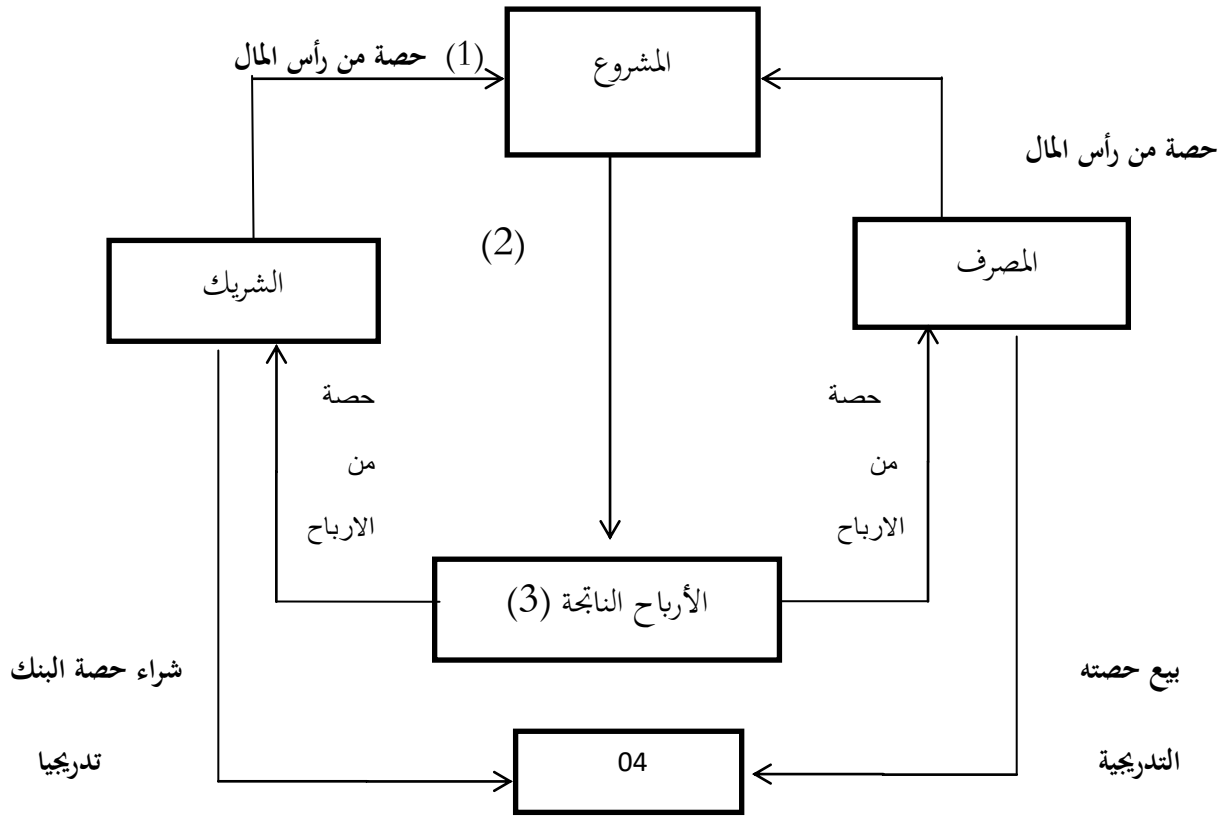 المشروع
(1) حصة من رأس المال
حصة من رأس المال
(2)
المصرف
الشريك
حصة
من
الارباح
حصة
من
الارباح
الأرباح الناتجة (3)
بيع حصته
التدريجية
شراء حصة البنك
تدريجيا
04